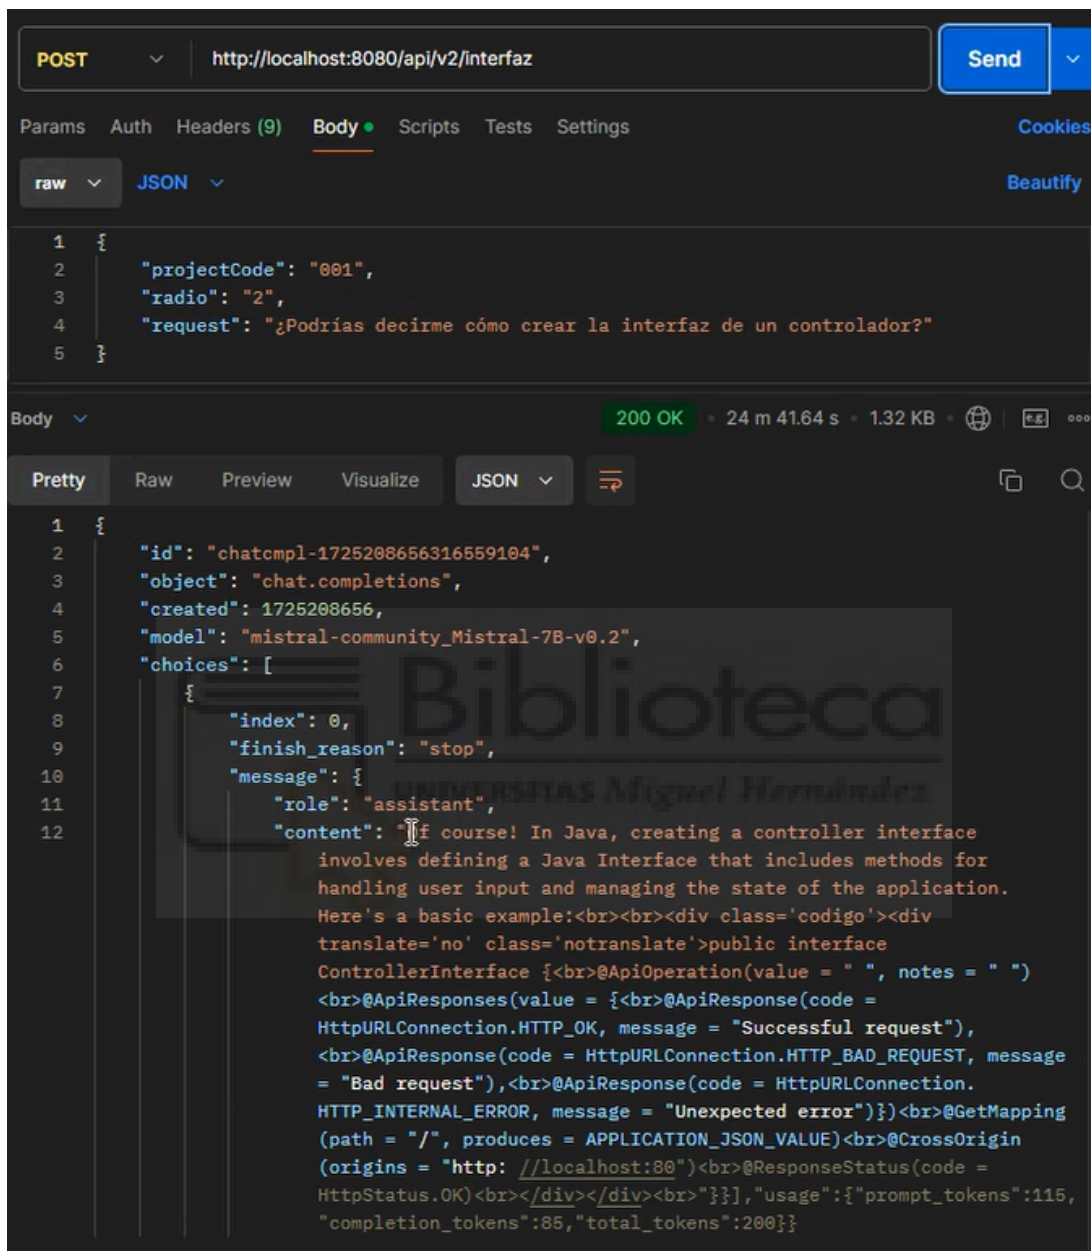 POST http://localhost:8080/api/v2/interfaz Send
Params Auth Headers (9) Body Scripts Tests Settings Cookies
raw JSON Beautify
1 {
2 "projectCode": "001",
3 "radio": "2",
4 "request": "¿Podrías decirme cómo crear la interfaz de un controlador?"
5 }
Body 200 OK 24 m 41.64 s 1.32 KB e.g.
Pretty Raw Preview Visualize JSON
1 {
2 "id": "chatcmpl-1725208656316559104",
3 "object": "chat.completions",
4 "created": 1725208656,
5 "model": "mistral-community_Mistral-7B-v0.2",
6 "choices": [
7 {
8 "index": 0,
9 "finish_reason": "stop",
10 "message": {
11 "role": "assistant",
12 "content": "Of course! In Java, creating a controller interface
involves defining a Java Interface that includes methods for
handling user input and managing the state of the application.
Here's a basic example:<br><br><div class='codigo'><div
translate='no' class='notranslate'>public interface
ControllerInterface {<br>@ApiOperation(value = " ", notes = " ")
<br>@ApiResponses(value = {<br>@ApiResponse(code =
HttpURLConnection.HTTP_OK, message = "Successful request"),
<br>@ApiResponse(code = HttpURLConnection.HTTP_BAD_REQUEST, message
= "Bad request"),<br>@ApiResponse(code = HttpURLConnection.
HTTP_INTERNAL_ERROR, message = "Unexpected error")})<br>@GetMapping
(path = "/", produces = APPLICATION_JSON_VALUE)<br>@CrossOrigin
(origins = "http: //localhost:80")<br>@ResponseStatus(code =
HttpStatus.OK)<br></div></div><br>"}}],"usage":{"prompt_tokens":115,
"completion_tokens":85,"total_tokens":200}}
Biblioteca
UNIVERSITAS Miguel Hernández